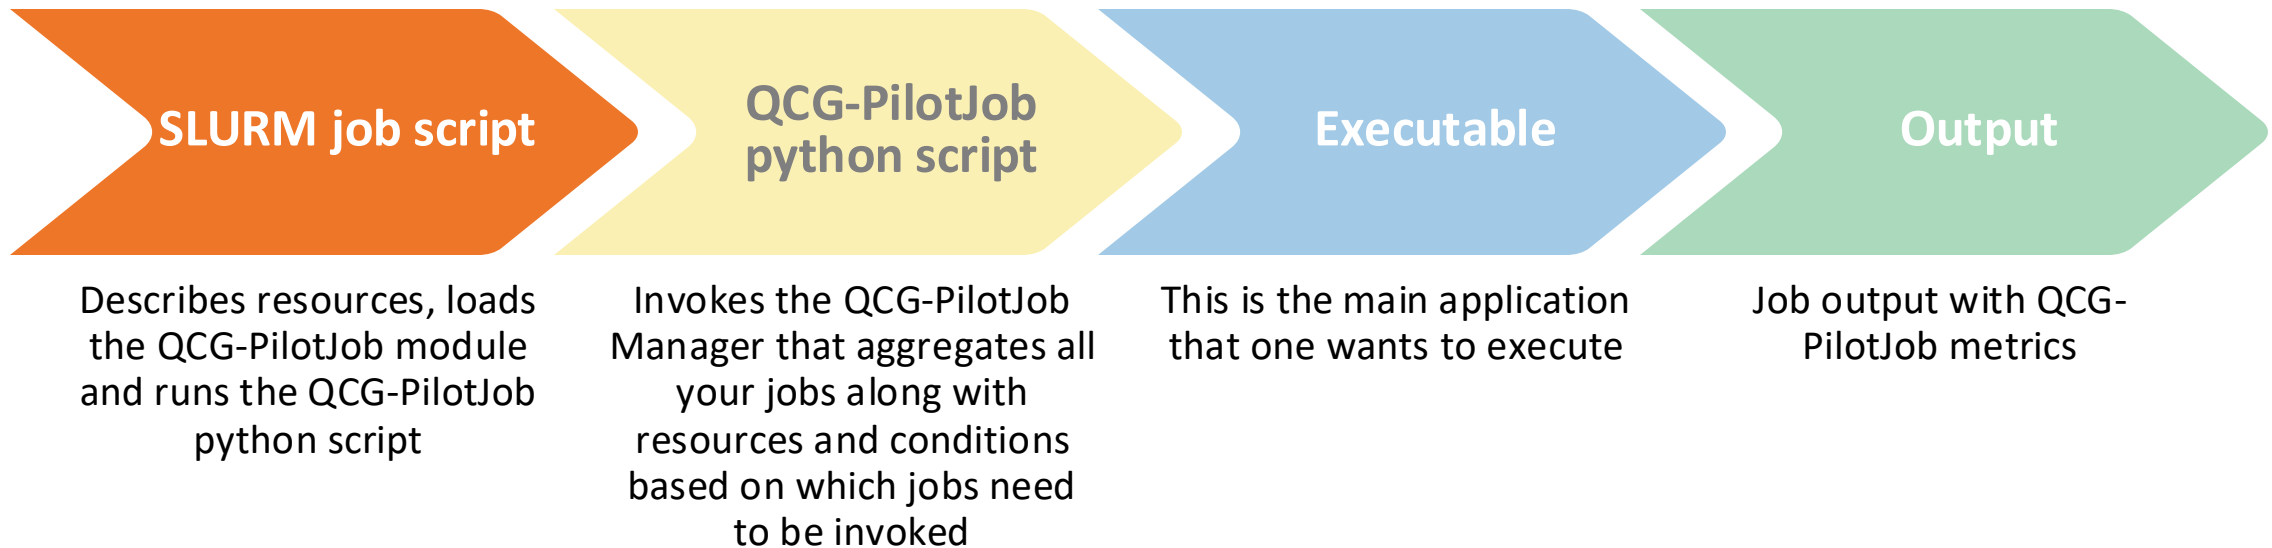 SLURM job script
QCG-PilotJob
python script
Executable
Output
Describes resources, loads
the QCG-PilotJob module
and runs the QCG-PilotJob
python script
Invokes the QCG-PilotJob
Manager that aggregates all
your jobs along with
resources and conditions
based on which jobs need
to be invoked
This is the main application
that one wants to execute
Job output with QCG-
PilotJob metrics